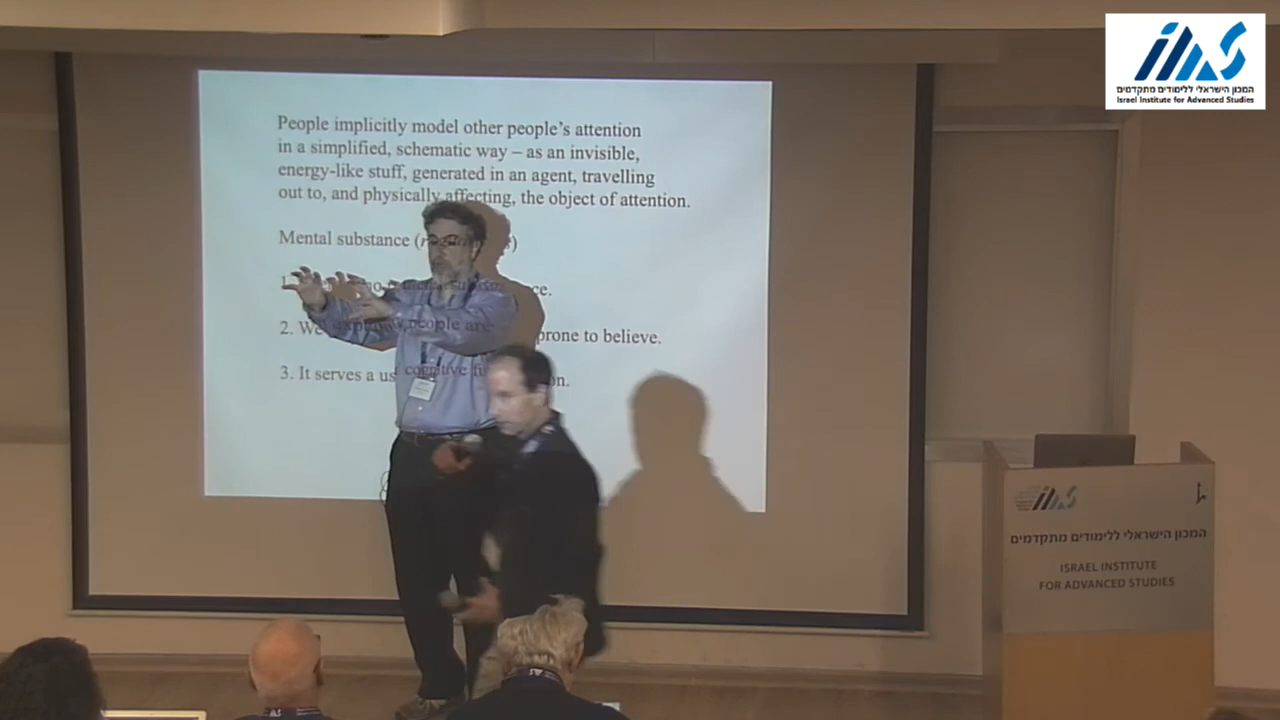 המכון הישראלי ללימודים מתקדמים
Israel Institute for Advanced Studies
People implicitly model other people's attention
in a simplified, schematic way – as an invisible,
energy-like stuff, generated in an agent, travelling
out to, and physically affecting, the object of attention.
Mental substance (
2. We people are prone to believe.
3. It serves a cognitive
המכון הישראלי ללימודים מתקדמים
ISRAEL INSTITUTE
FOR ADVANCED STUDIES